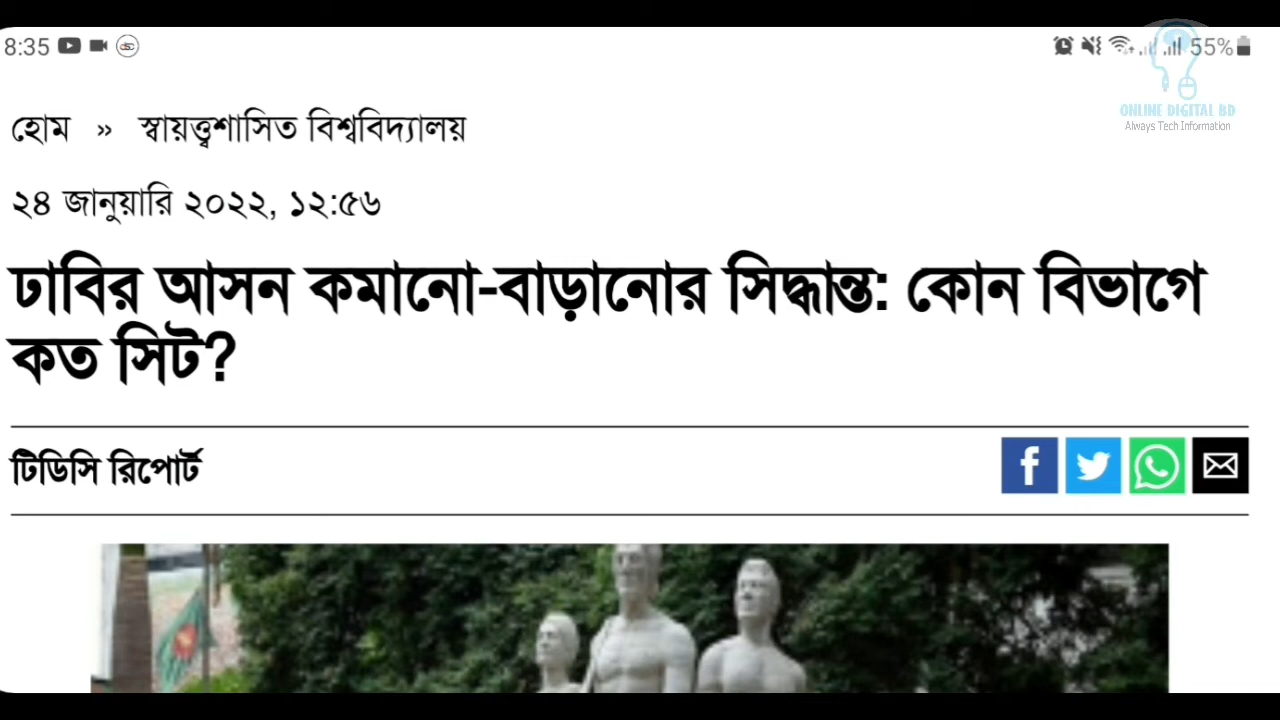 8:35
55%
ONLINE DIGITAL BD
Always Tech Information
হোম » স্বায়ত্ত্বশাসিত বিশ্ববিদ্যালয়
২৪ জানুয়ারি ২০২২, ১২:৫৬
ঢাবির আসন কমানো-বাড়ানোর সিদ্ধান্ত: কোন বিভাগে
কত সিট?
টিডিসি রিপোর্ট